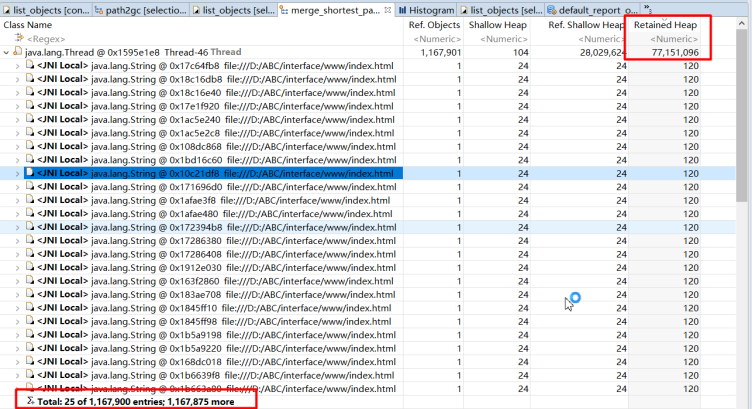 list_objects [con... path2gc [selectio... list_objects [sel... merge_shortest_pa... Histogram list_objects [sel... default_report_o... »5
Class Name Ref. Objects Shallow Heap Ref. Shallow Heap Retained Heap
<Regex> <Numeric> <Numeric> <Numeric> <Numeric>
java.lang.Thread @ 0x1595e1e8 Thread-46 Thread 1,167,901 104 28,029,624 77,151,096
<JNI Local> java.lang.String @ 0x17c64fb8 file:///D:/ABC/interface/www/index.html 1 24 24 120
<JNI Local> java.lang.String @ 0x18c16db8 file:///D:/ABC/interface/www/index.html 1 24 24 120
<JNI Local> java.lang.String @ 0x18c16e40 file:///D:/ABC/interface/www/index.html 1 24 24 120
<JNI Local> java.lang.String @ 0x17e1f920 file:///D:/ABC/interface/www/index.html 1 24 24 120
<JNI Local> java.lang.String @ 0x1ac5e240 file:///D:/ABC/interface/www/index.html 1 24 24 120
<JNI Local> java.lang.String @ 0x1ac5e2c8 file:///D:/ABC/interface/www/index.html 1 24 24 120
<JNI Local> java.lang.String @ 0x108dc868 file:///D:/ABC/interface/www/index.html 1 24 24 120
<JNI Local> java.lang.String @ 0x1bd16c60 file:///D:/ABC/interface/www/index.html 1 24 24 120
<JNI Local> java.lang.String @ 0x10c21df8 file:///D:/ABC/interface/www/index.html 1 24 24 120
<JNI Local> java.lang.String @ 0x171696d0 file:///D:/ABC/interface/www/index.html 1 24 24 120
<JNI Local> java.lang.String @ 0x1afae3f8 file:///D:/ABC/interface/www/index.html 1 24 24 120
<JNI Local> java.lang.String @ 0x1afae480 file:///D:/ABC/interface/www/index.html 1 24 24 120
<JNI Local> java.lang.String @ 0x172394b8 file:///D:/ABC/interface/www/index.html 1 24 24 120
<JNI Local> java.lang.String @ 0x17286380 file:///D:/ABC/interface/www/index.html 1 24 24 120
<JNI Local> java.lang.String @ 0x17286408 file:///D:/ABC/interface/www/index.html 1 24 24 120
<JNI Local> java.lang.String @ 0x1912e030 file:///D:/ABC/interface/www/index.html 1 24 24 120
<JNI Local> java.lang.String @ 0x163f2860 file:///D:/ABC/interface/www/index.html 1 24 24 120
<JNI Local> java.lang.String @ 0x183ae708 file:///D:/ABC/interface/www/index.html 1 24 24 120
<JNI Local> java.lang.String @ 0x1845ff10 file:///D:/ABC/interface/www/index.html 1 24 24 120
<JNI Local> java.lang.String @ 0x1845ff98 file:///D:/ABC/interface/www/index.html 1 24 24 120
<JNI Local> java.lang.String @ 0x1b5a9198 file:///D:/ABC/interface/www/index.html 1 24 24 120
<JNI Local> java.lang.String @ 0x1b5a9220 file:///D:/ABC/interface/www/index.html 1 24 24 120
<JNI Local> java.lang.String @ 0x168dc018 file:///D:/ABC/interface/www/index.html 1 24 24 120
<JNI Local> java.lang.String @ 0x1b6639f8 file:///D:/ABC/interface/www/index.html 1 24 24 120
<JNI Local> java.lang.String @ 0x1b663a80 file:///D:/ABC/interface/www/index.html 1 24 24 120
Total: 25 of 1,167,900 entries; 1,167,875 more